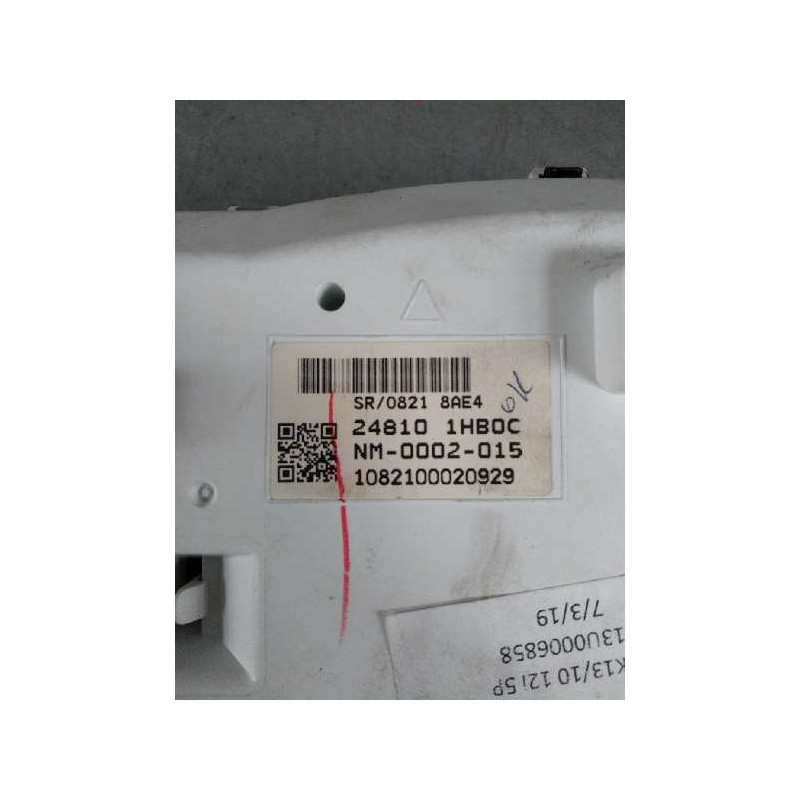 SR/0821 8AE4
24810 1HB0C
NM-0002-015
1082100020929
OK
K13/10 12i 5P
13U0006858
7/3/19